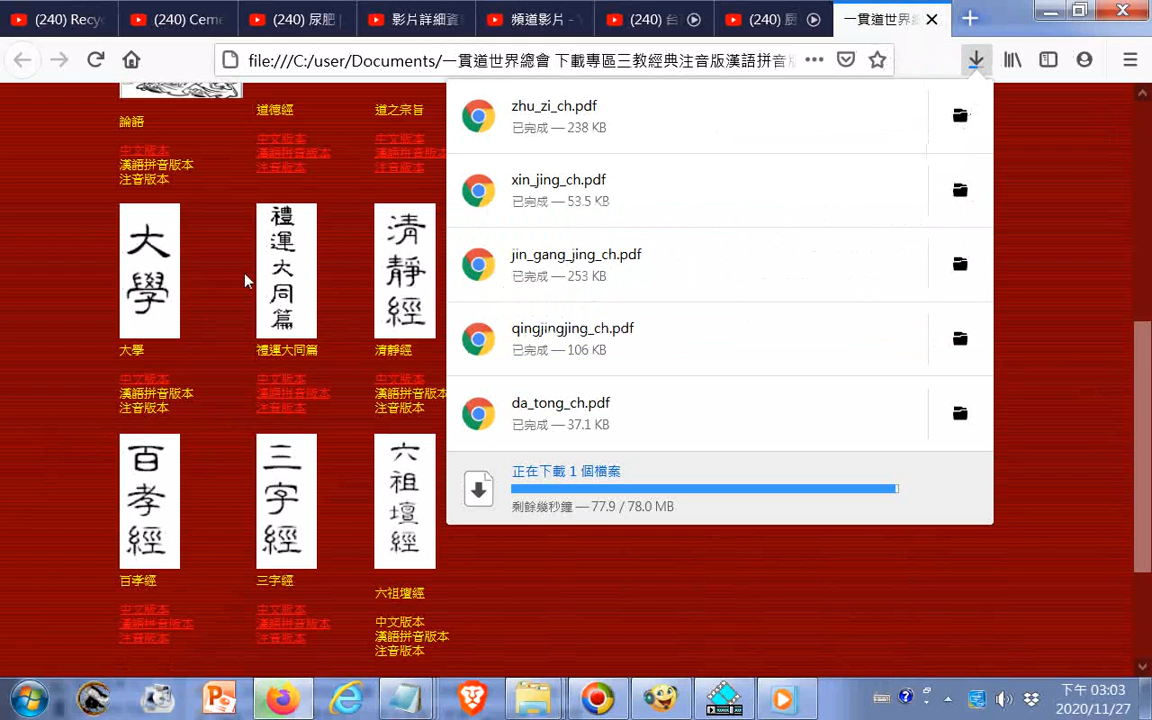 (240) Recy
(240) Ceme
(240) 尿肥
影片詳細資
頻道影片 - Y
(240) 台
(240) 厨
一貫道世界總
file:///C:/user/Documents/一貫道世界總會 下載專區三教經典注音版漢語拼音版
zhu_zi_ch.pdf
已完成 — 238 KB
xin_jing_ch.pdf
已完成 — 53.5 KB
jin_gang_jing_ch.pdf
已完成 — 253 KB
qingjingjing_ch.pdf
已完成 — 106 KB
da_tong_ch.pdf
已完成 — 37.1 KB
正在下載 1 個檔案
剩餘幾秒鐘 — 77.9 / 78.0 MB
論語
中文版本
漢語拼音版本
注音版本
道德經
中文版本
漢語拼音版本
注音版本
道之宗旨
中文版本
漢語拼音版本
注音版本
大學
大學
中文版本
漢語拼音版本
注音版本
禮運大同篇
禮運大同篇
中文版本
漢語拼音版本
注音版本
清靜經
清靜經
中文版本
漢語拼音版本
注音版本
百孝經
百孝經
中文版本
漢語拼音版本
注音版本
三字經
三字經
中文版本
漢語拼音版本
注音版本
六祖壇經
六祖壇經
中文版本
漢語拼音版本
注音版本
下午 03:03
2020/11/27